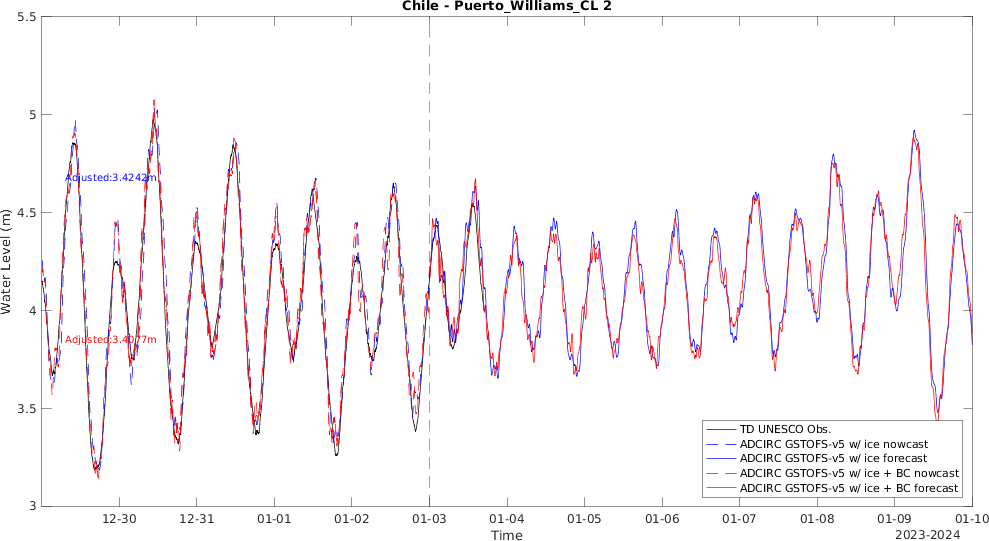 Chile - Puerto_Williams_CL 2
5.5
5
4.5
4
3.5
3
Water Level (m)
Adjusted:3.4242m
Adjusted:3.4077m
TD UNESCO Obs.
ADCIRC GSTOFS-v5 w/ ice nowcast
ADCIRC GSTOFS-v5 w/ ice forecast
ADCIRC GSTOFS-v5 w/ ice + BC nowcast
ADCIRC GSTOFS-v5 w/ ice + BC forecast
12-30 12-31 01-01 01-02 01-03 01-04 01-05 01-06 01-07 01-08 01-09 01-10
Time
2023-2024